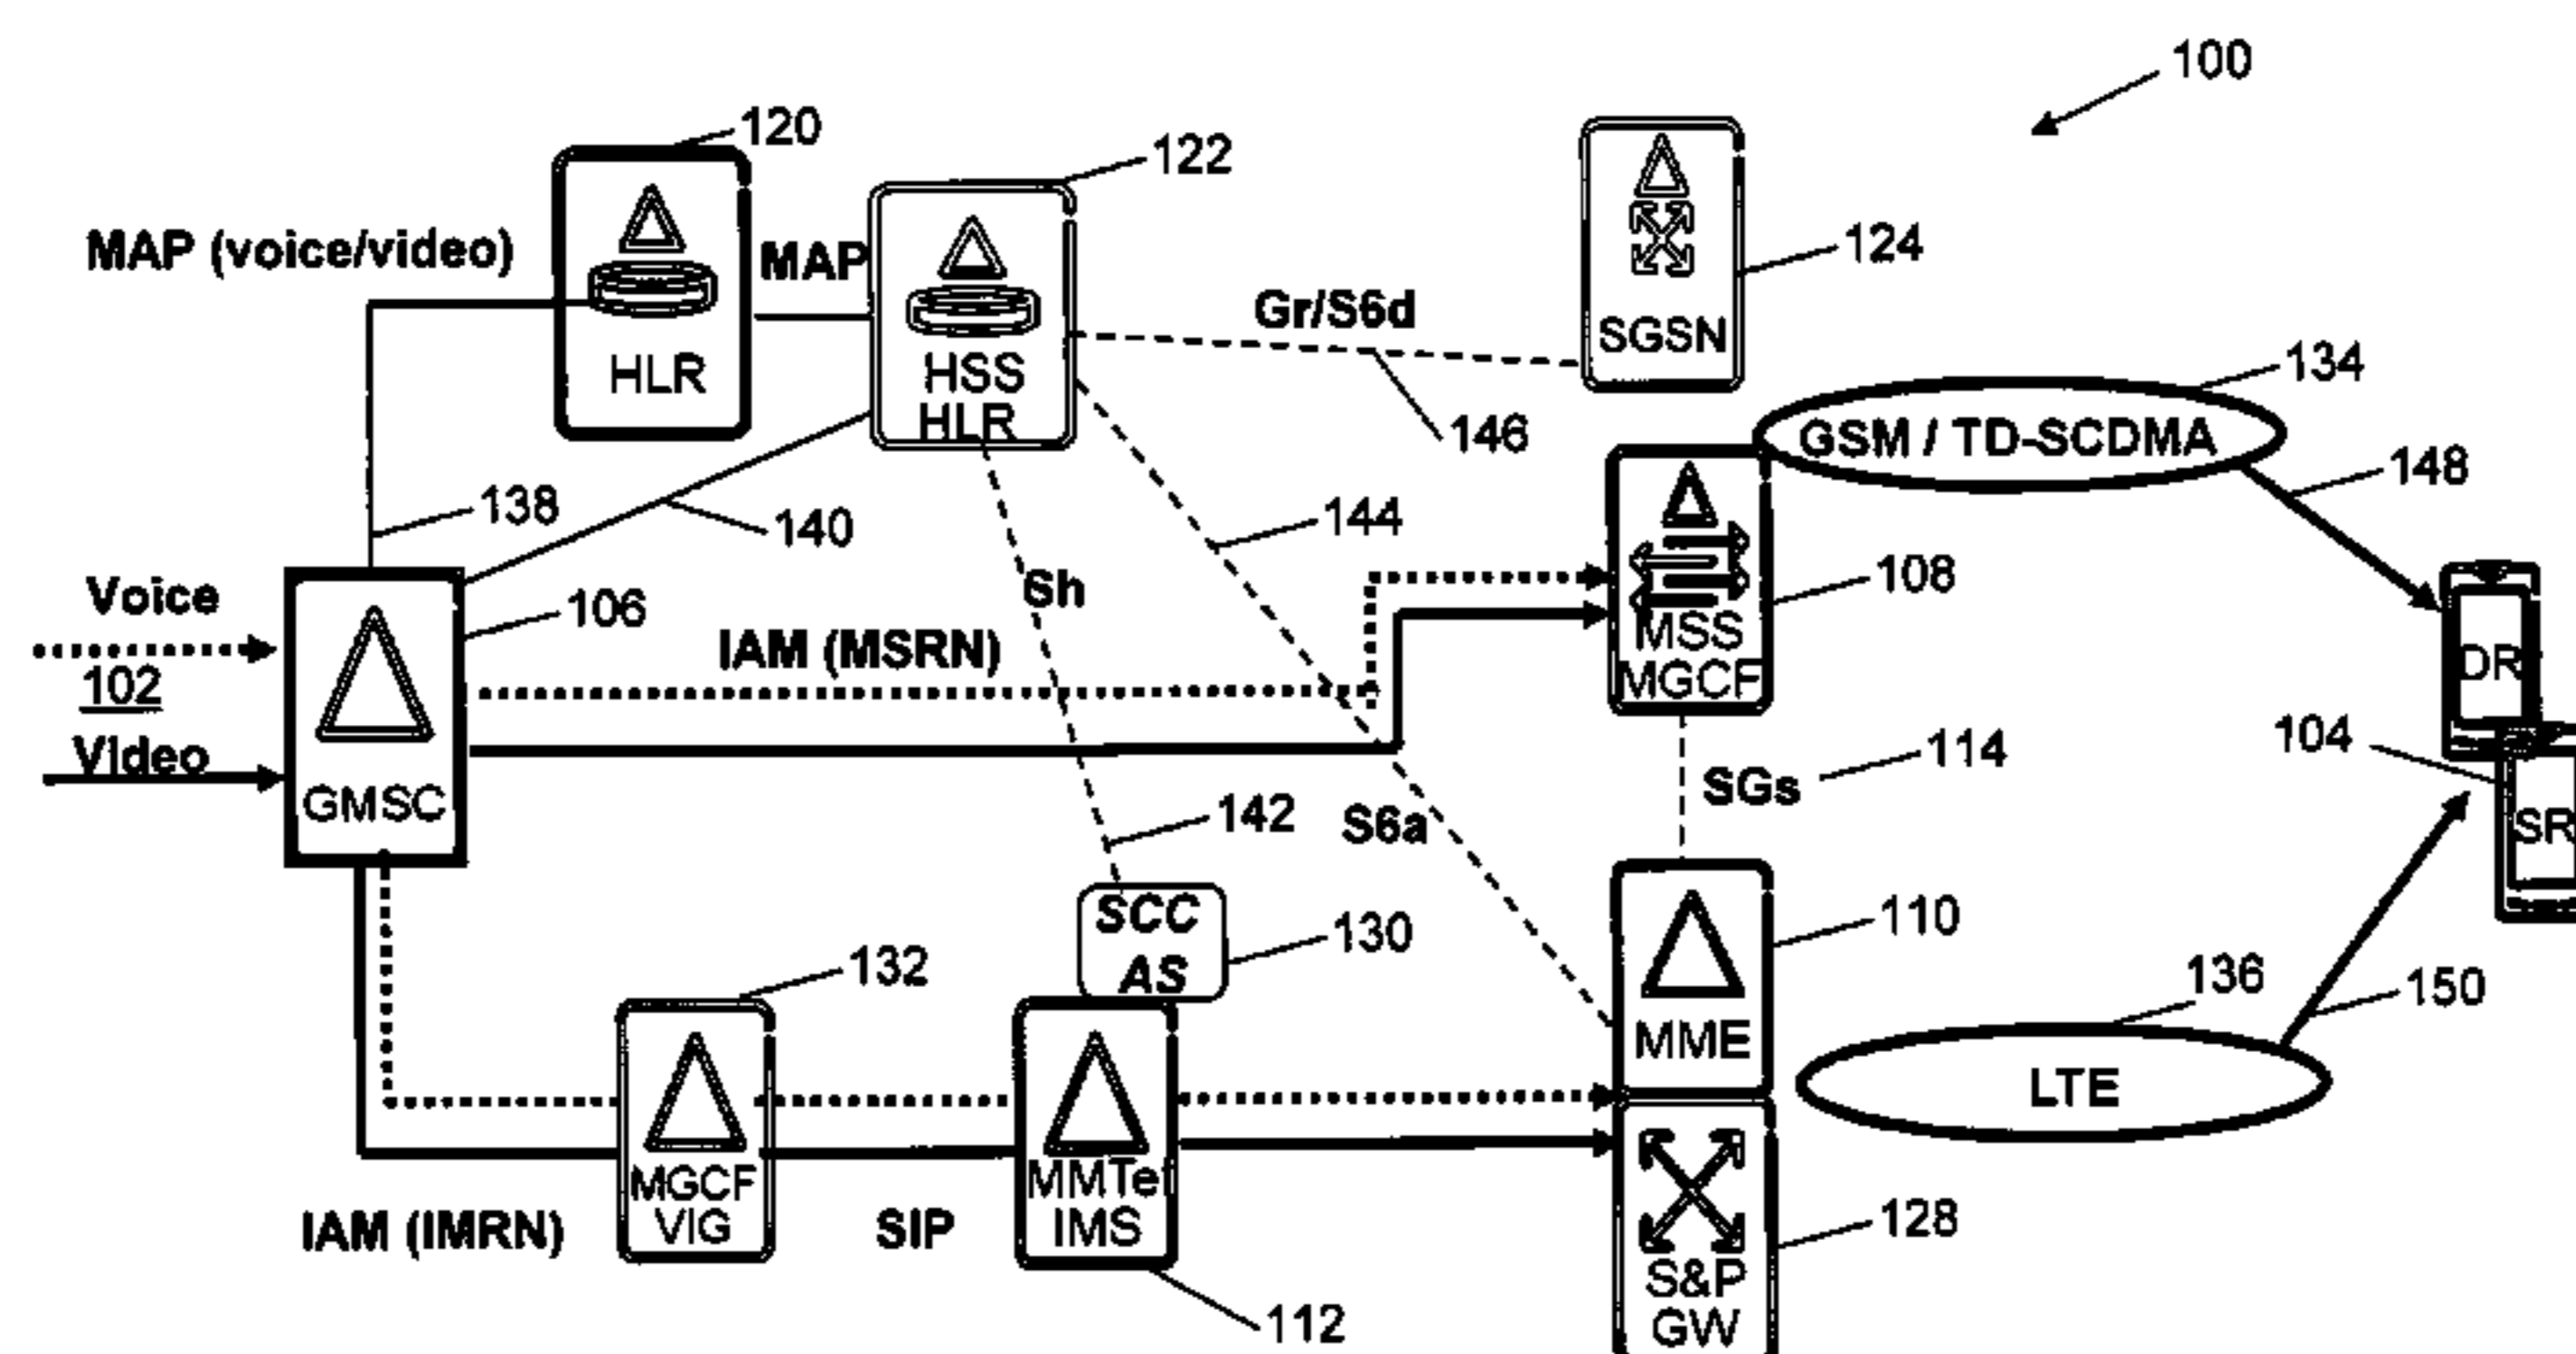 100
120
122
MAP (voice/video)
MAP
HLR
HSS
HLR
Gr/S6d
146
SGSN
124
134
GSM / TD-SCDMA
148
138
140
144
Sh
Voice
102
Video
106
GMSC
IAM (MSRN)
MSS
MGCF
108
DR
104
SR
SGs
114
142
S6a
SCC
AS
130
132
MGCF
VIG
IAM (IMRN)
SIP
MMTel
IMS
112
MME
110
136
150
LTE
S&P
GW
128